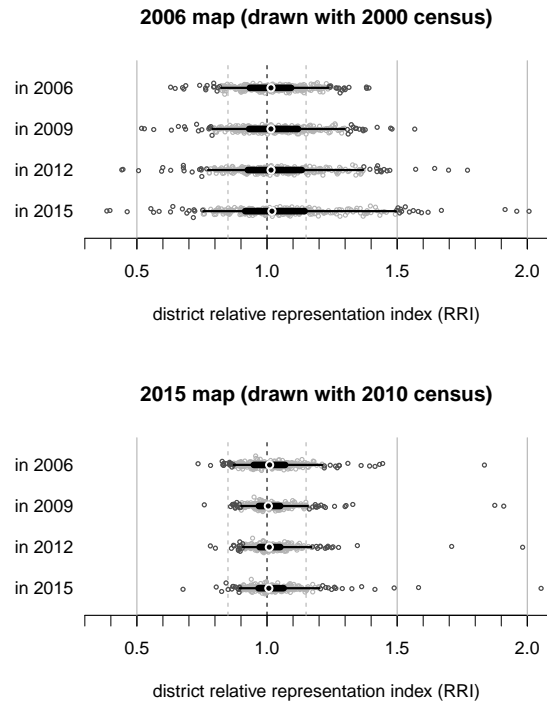 2006 map (drawn with 2000 census)
in 2006
in 2009
in 2012
in 2015
0.5 1.0 1.5 2.0
district relative representation index (RRI)
2015 map (drawn with 2010 census)
in 2006
in 2009
in 2012
in 2015
0.5 1.0 1.5 2.0
district relative representation index (RRI)